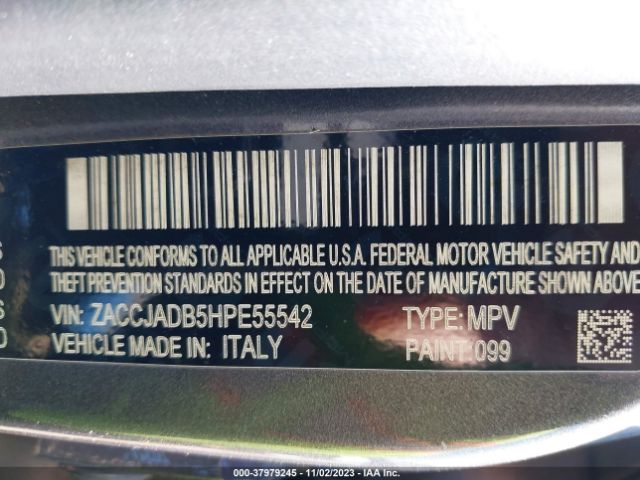 THIS VEHICLE CONFORMS TO ALL APPLICABLE U.S.A. FEDERAL MOTOR VEHICLE SAFETY AND
THEFT PREVENTION STANDARDS IN EFFECT ON THE DATE OF MANUFACTURE SHOWN ABOVE
VIN: ZACCJADB5HPE55542 TYPE: MPV
VEHICLE MADE IN: ITALY PAINT: 099
000-37979245 - 11/02/2023 - IAA Inc.